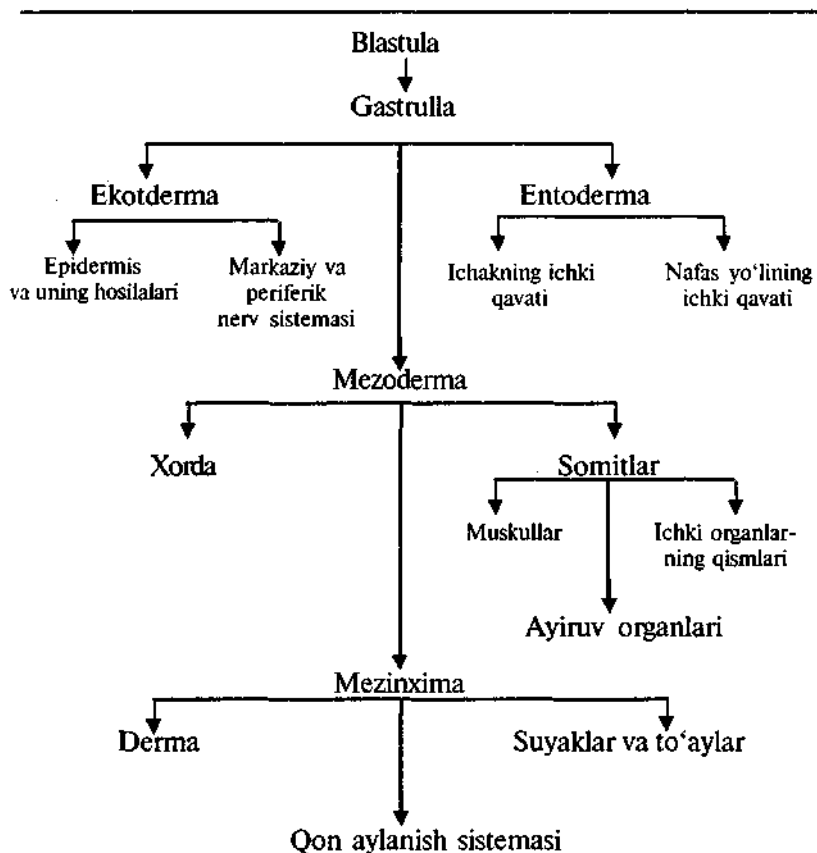 Blastula
Gastrulla
Ekotderma
Entoderma
Epidermis
va uning hosilalari
Markaziy va
periferik
nerv sistemasi
Ichakning ichki
qavati
Nafas yo‘lining
ichki qavati
Mezoderma
Xorda
Somitlar
Muskullar
Ichki organlar-
ning qismlari
Ayiruv organlari
Mezinxima
Derma
Suyaklar va to‘aylar
Qon aylanish sistemasi